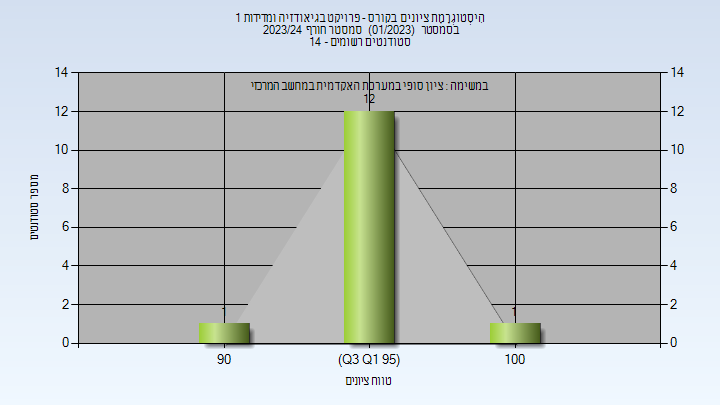 היסטוגרמת ציונים בקורס - פרויקט בגיאודזיה ומדידות 1
בסמסטר (01/2023) סמסטר חורף 2023/24
סטודנטים רשומים - 14
במשימה : ציון סופי במערכת האקדמית במחשב המרכזי
14 14
12 12
10 10
8 8
6 6
4 4
2 2
0 0
12
1 1
מספר סטודנטים
90 (Q3 Q1 95) 100
טווח ציונים